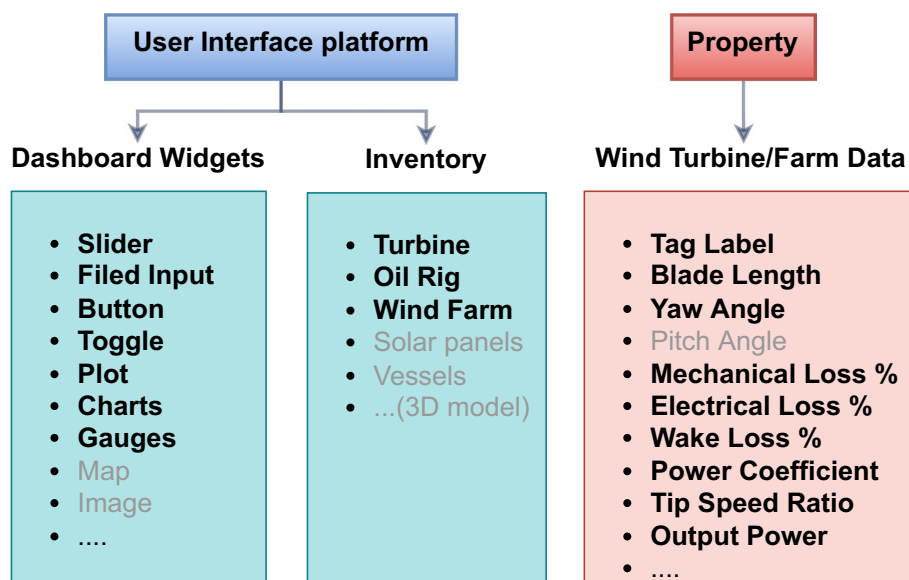 User Interface platform
Property
Dashboard Widgets
• Slider
• Filed Input
• Button
• Toggle
• Plot
• Charts
• Gauges
• Map
• Image
• ....
Inventory
• Turbine
• Oil Rig
• Wind Farm
• Solar panels
• Vessels
• ...(3D model)
Wind Turbine/Farm Data
• Tag Label
• Blade Length
• Yaw Angle
• Pitch Angle
• Mechanical Loss %
• Electrical Loss %
• Wake Loss %
• Power Coefficient
• Tip Speed Ratio
• Output Power
• ....